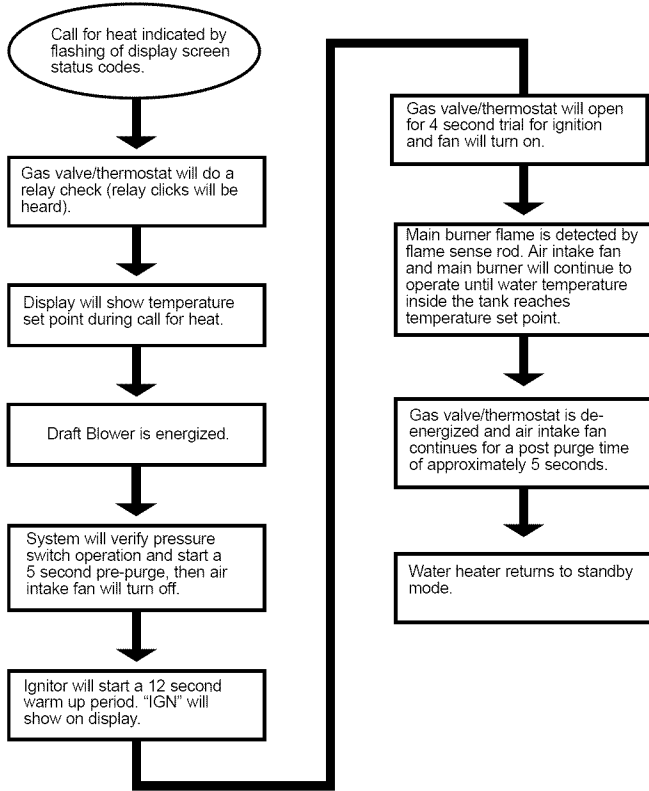 Call for heat indicated by
flashing of display screen
status codes.
Gas valve/thermostat will do a
relay check (relay clicks will be
heard).
Display will show temperature
set point during call for heat.
Draft Blower is energized.
System will verify pressure
switch operation and start a
5 second pre-purge, then air
intake fan will turn off.
Ignitor will start a 12 second
warm up period. “IGN” will
show on display.
Gas valve/thermostat will open
for 4 second trial for ignition
and fan will turn on.
Main burner flame is detected by
flame sense rod. Air intake fan
and main burner will continue to
operate until water temperature
inside the tank reaches
temperature set point.
Gas valve/thermostat is de-
energized and air intake fan
continues for a post purge time
of approximately 5 seconds.
Water heater returns to standby
mode.